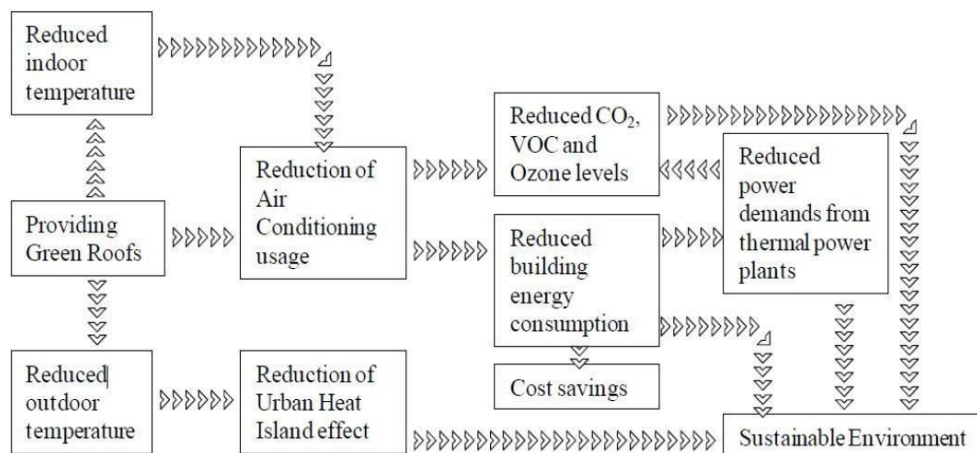 Reduced
indoor
temperature
Reduced CO₂,
VOC and
Ozone levels
Reduction of
Air
Conditioning
usage
Reduced
power
demands from
thermal power
plants
Providing
Green Roofs
Reduced
building
energy
consumption
Reduced
outdoor
temperature
Reduction of
Urban Heat
Island effect
Cost savings
Sustainable Environment